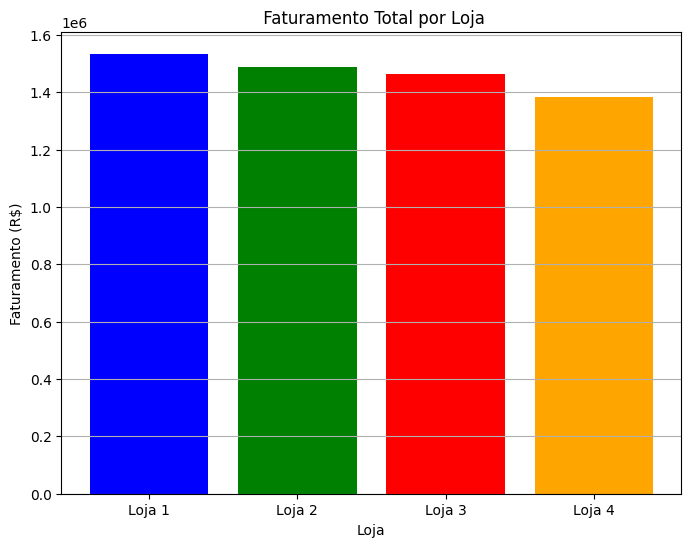 Faturamento Total por Loja
1e6
1.6
1.4
1.2
1.0
0.8
0.6
0.4
0.2
0.0
Faturamento (R$)
Loja 1 Loja 2 Loja 3 Loja 4
Loja